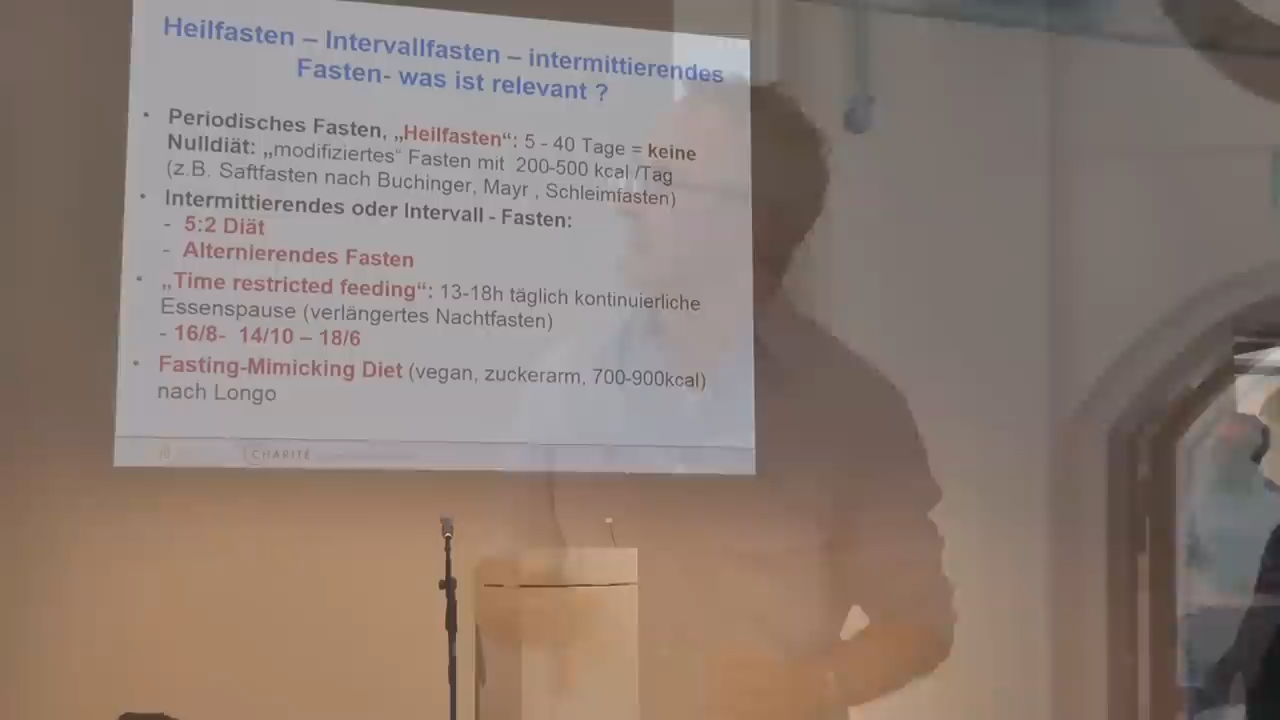 Heilfasten – Intervallfasten – intermittierendes
Fasten- was ist relevant ?
• Periodisches Fasten, „Heilfasten“: 5 - 40 Tage = keine
Nulldiät: „modifiziertes“ Fasten mit 200-500 kcal /Tag
(z.B. Saftfasten nach Buchinger, Mayr , Schleimfasten)
• Intermittierendes oder Intervall - Fasten:
- 5:2 Diät
- Alternierendes Fasten
• „Time restricted feeding“: 13-18h täglich kontinuierliche
Essenspause (verlängertes Nachtfasten)
- 16/8- 14/10 – 18/6
• Fasting-Mimicking Diet (vegan, zuckerarm, 700-900kcal)
nach Longo
CHARITÉ